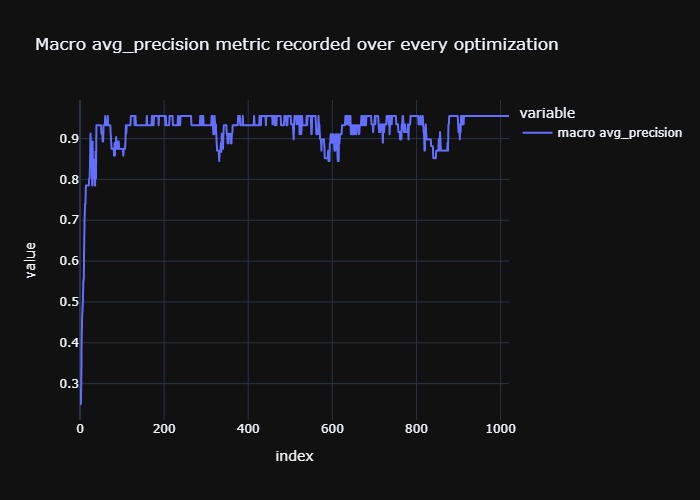 Macro avg_precision metric recorded over every optimization
variable
macro avg_precision
value
0.9
0.8
0.7
0.6
0.5
0.4
0.3
0 200 400 600 800 1000
index